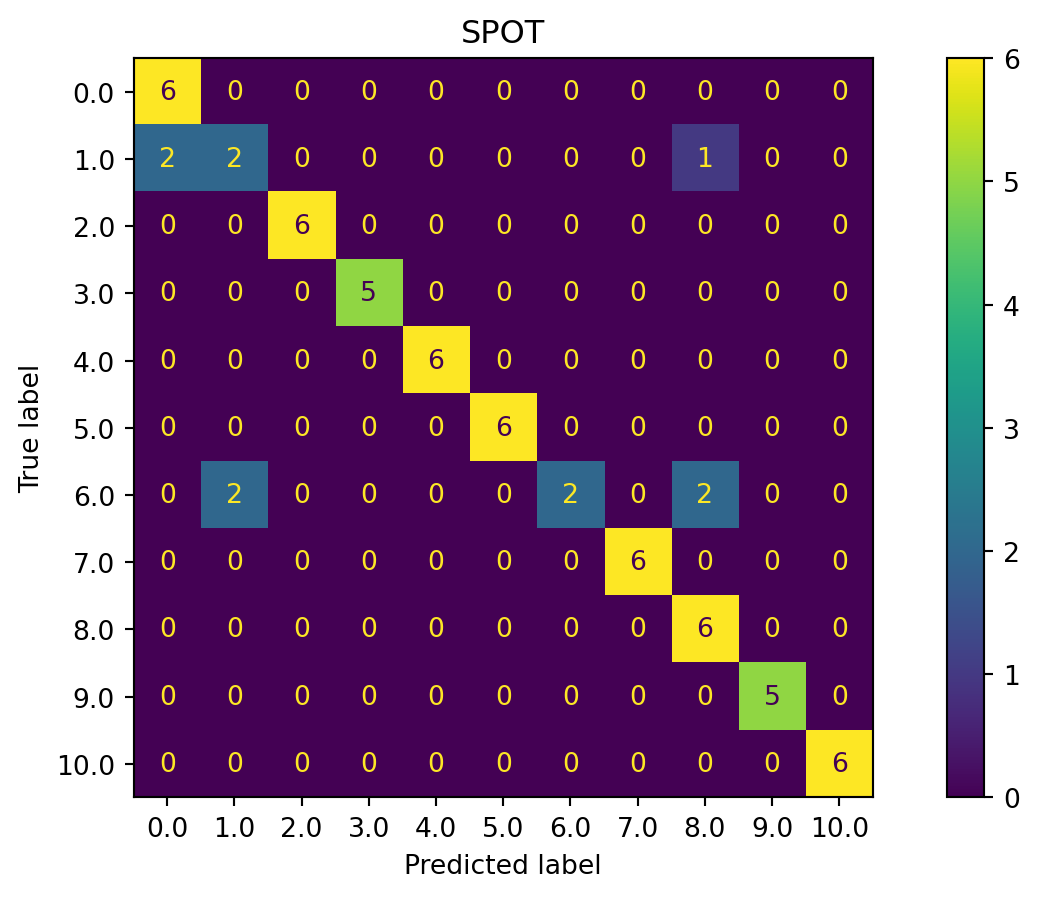 SPOT
0.0 6 0 0 0 0 0 0 0 0 0 0
1.0 2 2 0 0 0 0 0 0 1 0 0
2.0 0 0 6 0 0 0 0 0 0 0 0
3.0 0 0 0 5 0 0 0 0 0 0 0
4.0 0 0 0 0 6 0 0 0 0 0 0
5.0 0 0 0 0 0 6 0 0 0 0 0
6.0 0 2 0 0 0 0 2 0 2 0 0
7.0 0 0 0 0 0 0 0 6 0 0 0
8.0 0 0 0 0 0 0 0 0 6 0 0
9.0 0 0 0 0 0 0 0 0 0 5 0
10.0 0 0 0 0 0 0 0 0 0 0 6
0.0 1.0 2.0 3.0 4.0 5.0 6.0 7.0 8.0 9.0 10.0
Predicted label
True label
6
5
4
3
2
1
0